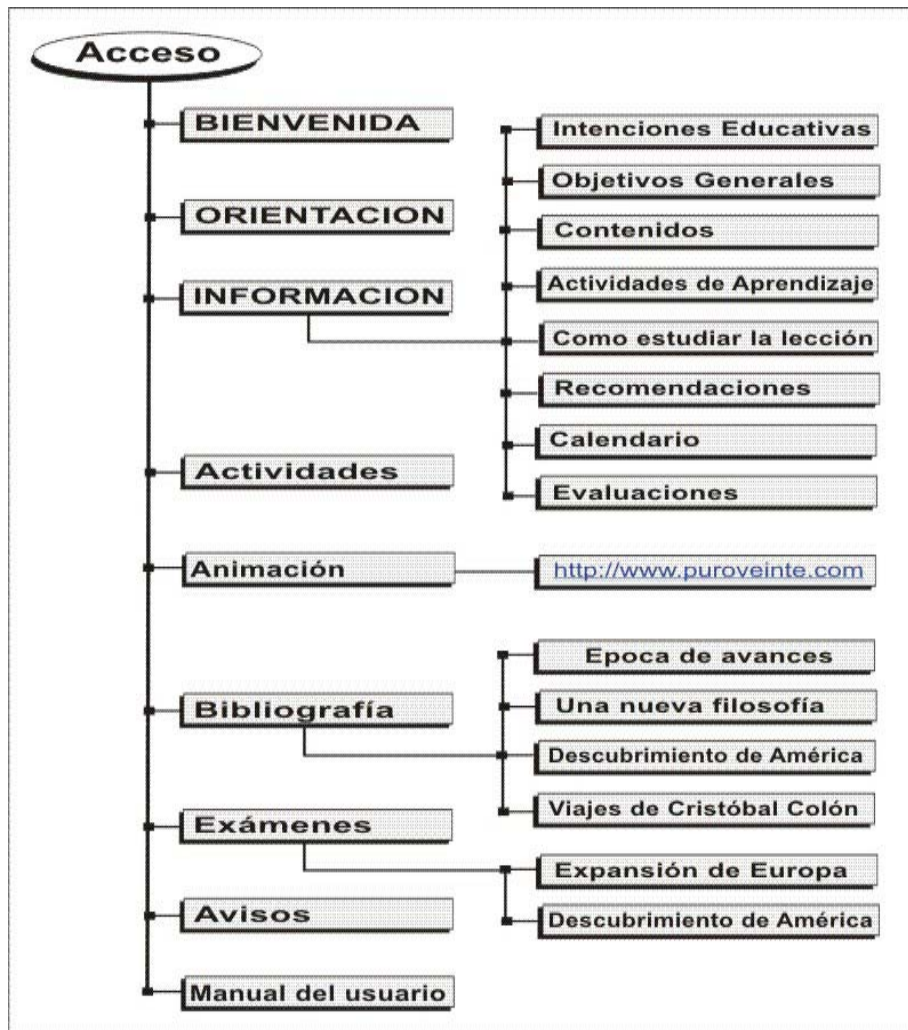 Acceso
BIENVENIDA
ORIENTACION
INFORMACION
Intenciones Educativas
Objetivos Generales
Contenidos
Actividades de Aprendizaje
Como estudiar la lección
Recomendaciones
Calendario
Evaluaciones
Actividades
Animación
http://www.puroveinte.com
Bibliografía
Epoca de avances
Una nueva filosofía
Descubrimiento de América
Viajes de Cristóbal Colón
Exámenes
Expansión de Europa
Descubrimiento de América
Avisos
Manual del usuario